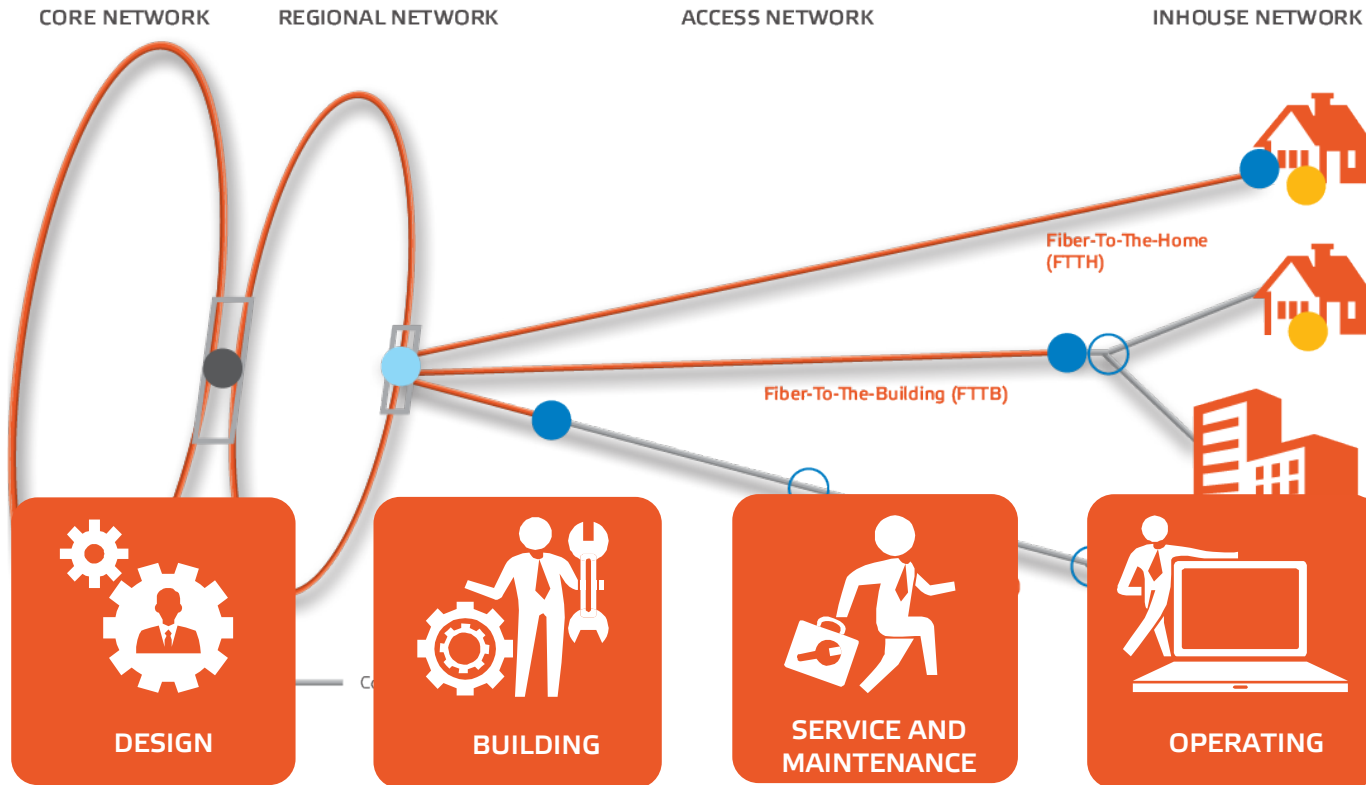 CORE NETWORK
REGIONAL NETWORK
ACCESS NETWORK
INHOUSE NETWORK
Fiber-To-The-Home
(FTTH)
Fiber-To-The-Building (FTTB)
DESIGN
BUILDING
SERVICE AND
MAINTENANCE
OPERATING